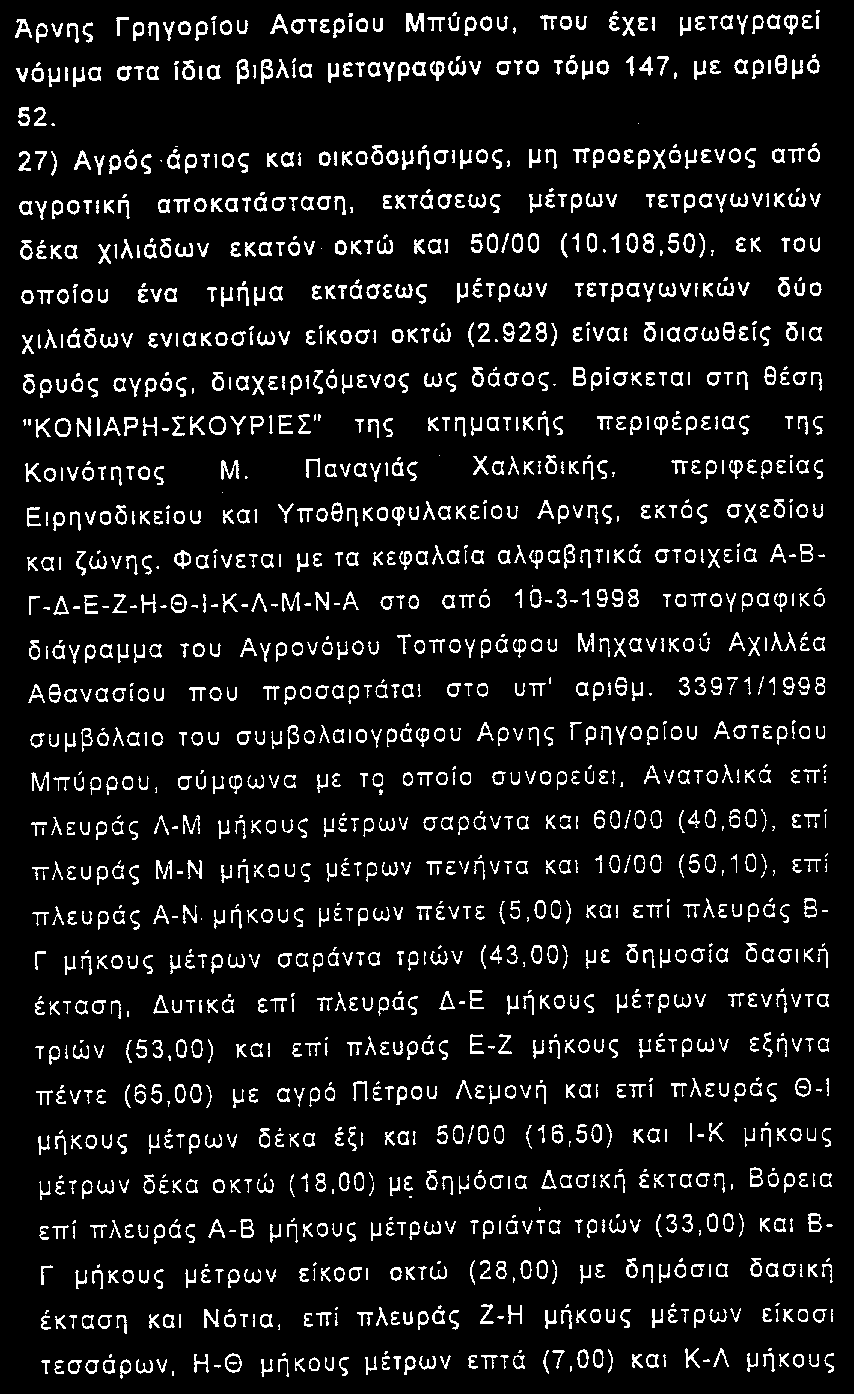 Άρνης Γρηγορίου Αστερίου Μπύρου, που έχει μεταγραφεί
νόμιμα στα ίδια βιβλία μεταγραφών στο τόμο 147, με αριθμό
52.
27) Αγρός άρτιος και οικοδομήσιμος, μη προερχόμενος από
αγροτική αποκατάσταση, εκτάσεως μέτρων τετραγωνικών
δέκα χιλιάδων εκατόν οκτώ και 50/00 (10.108,50), εκ του
οποίου ένα τμήμα εκτάσεως μέτρων τετραγωνικών δύο
χιλιάδων ενιακοσίων είκοσι οκτώ (2.928) είναι διασωθείς δια
δρυός αγρός, διαχειριζόμενος ως δάσος. Βρίσκεται στη θέση
"ΚΟΝΙΑΡΗ-ΣΚΟΥΡΙΕΣ" της κτηματικής περιφέρειας της
Κοινότητος Μ. Παναγιάς Χαλκιδικής, περιφερείας
Ειρηνοδικείου και Υποθηκοφυλακείου Αρνης, εκτός σχεδίου
και ζώνης. Φαίνεται με τα κεφαλαία αλφαβητικά στοιχεία Α-Β-
Γ-Δ-Ε-Ζ-Η-Θ-Ι-Κ-Λ-Μ-Ν-Α στο από 10-3-1998 τοπογραφικό
διάγραμμα του Αγρονόμου Τοπογράφου Μηχανικού Αχιλλέα
Αθανασίου που προσαρτάται στο υπ' αριθμ. 33971/1998
συμβόλαιο του συμβολαιογράφου Αρνης Γρηγορίου Αστερίου
Μπύρρου, σύμφωνα με το οποίο συνορεύει, Ανατολικά επί
πλευράς Λ-Μ μήκους μέτρων σαράντα και 60/00 (40,60), επί
πλευράς Μ-Ν μήκους μέτρων πενήντα και 10/00 (50,10), επί
πλευράς Α-Ν μήκους μέτρων πέντε (5,00) και επί πλευράς Β-
Γ μήκους μέτρων σαράντα τριών (43,00) με δημοσία δασική
έκταση, Δυτικά επί πλευράς Δ-Ε μήκους μέτρων πενήντα
τριών (53,00) και επί πλευράς Ε-Ζ μήκους μέτρων εξήντα
πέντε (65,00) με αγρό Πέτρου Λεμονή και επί πλευράς Θ-Ι
μήκους μέτρων δέκα έξι και 50/00 (16,50) και Ι-Κ μήκους
μέτρων δέκα οκτώ (18,00) με δημόσια Δασική έκταση, Βόρεια
επί πλευράς Α-Β μήκους μέτρων τριάντα τριών (33,00) και Β-
Γ μήκους μέτρων είκοσι οκτώ (28,00) με δημόσια δασική
έκταση και Νότια, επί πλευράς Ζ-Η μήκους μέτρων είκοσι
τεσσάρων, Η-Θ μήκους μέτρων επτά (7,00) και Κ-Λ μήκους